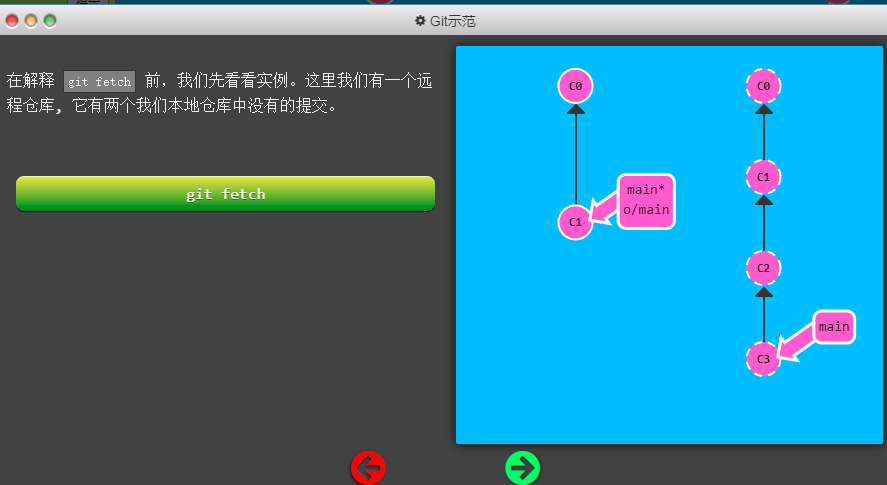 Git示范
在解释 git fetch 前，我们先看看实例。这里我们有一个远
程仓库, 它有两个我们本地仓库中没有的提交。
git fetch
C0
C1
main*
o/main
C0
C1
C2
C3
main